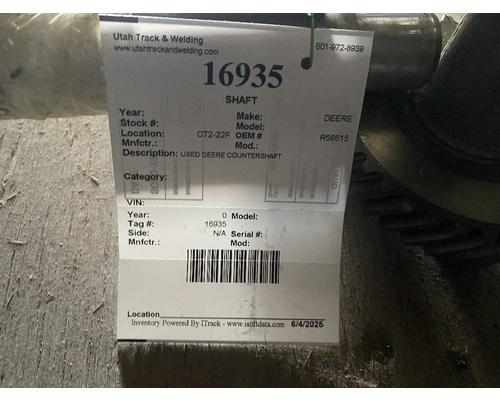 Utah Track & Welding
www.utahtrackandwelding.com 801-972-8939
16935
SHAFT
Year: Make: DEERE
Stock #: Model:
Location: CT2-22F OEM # R56615
Mnfctr.: Mod.:
Description: USED DEERE COUNTERSHAFT
Category:
VIN:
Year: 0 Model:
Tag #: 16935
Side: N/A Serial #:
Mnfctr.: Mod:
Location
Inventory Powered By ITrack - www.isoftdata.com 6/4/2025